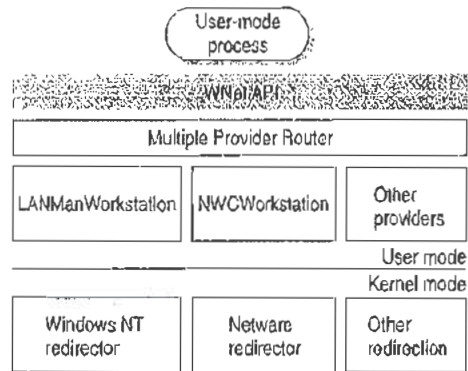 User-mode
process
WNet API
Multiple Provider Router
LANManWorkstation
NWCWorkstation
Other
providers
User mode
Kernel mode
Windows NT
redirector
Netware
redirector
Other
redirection